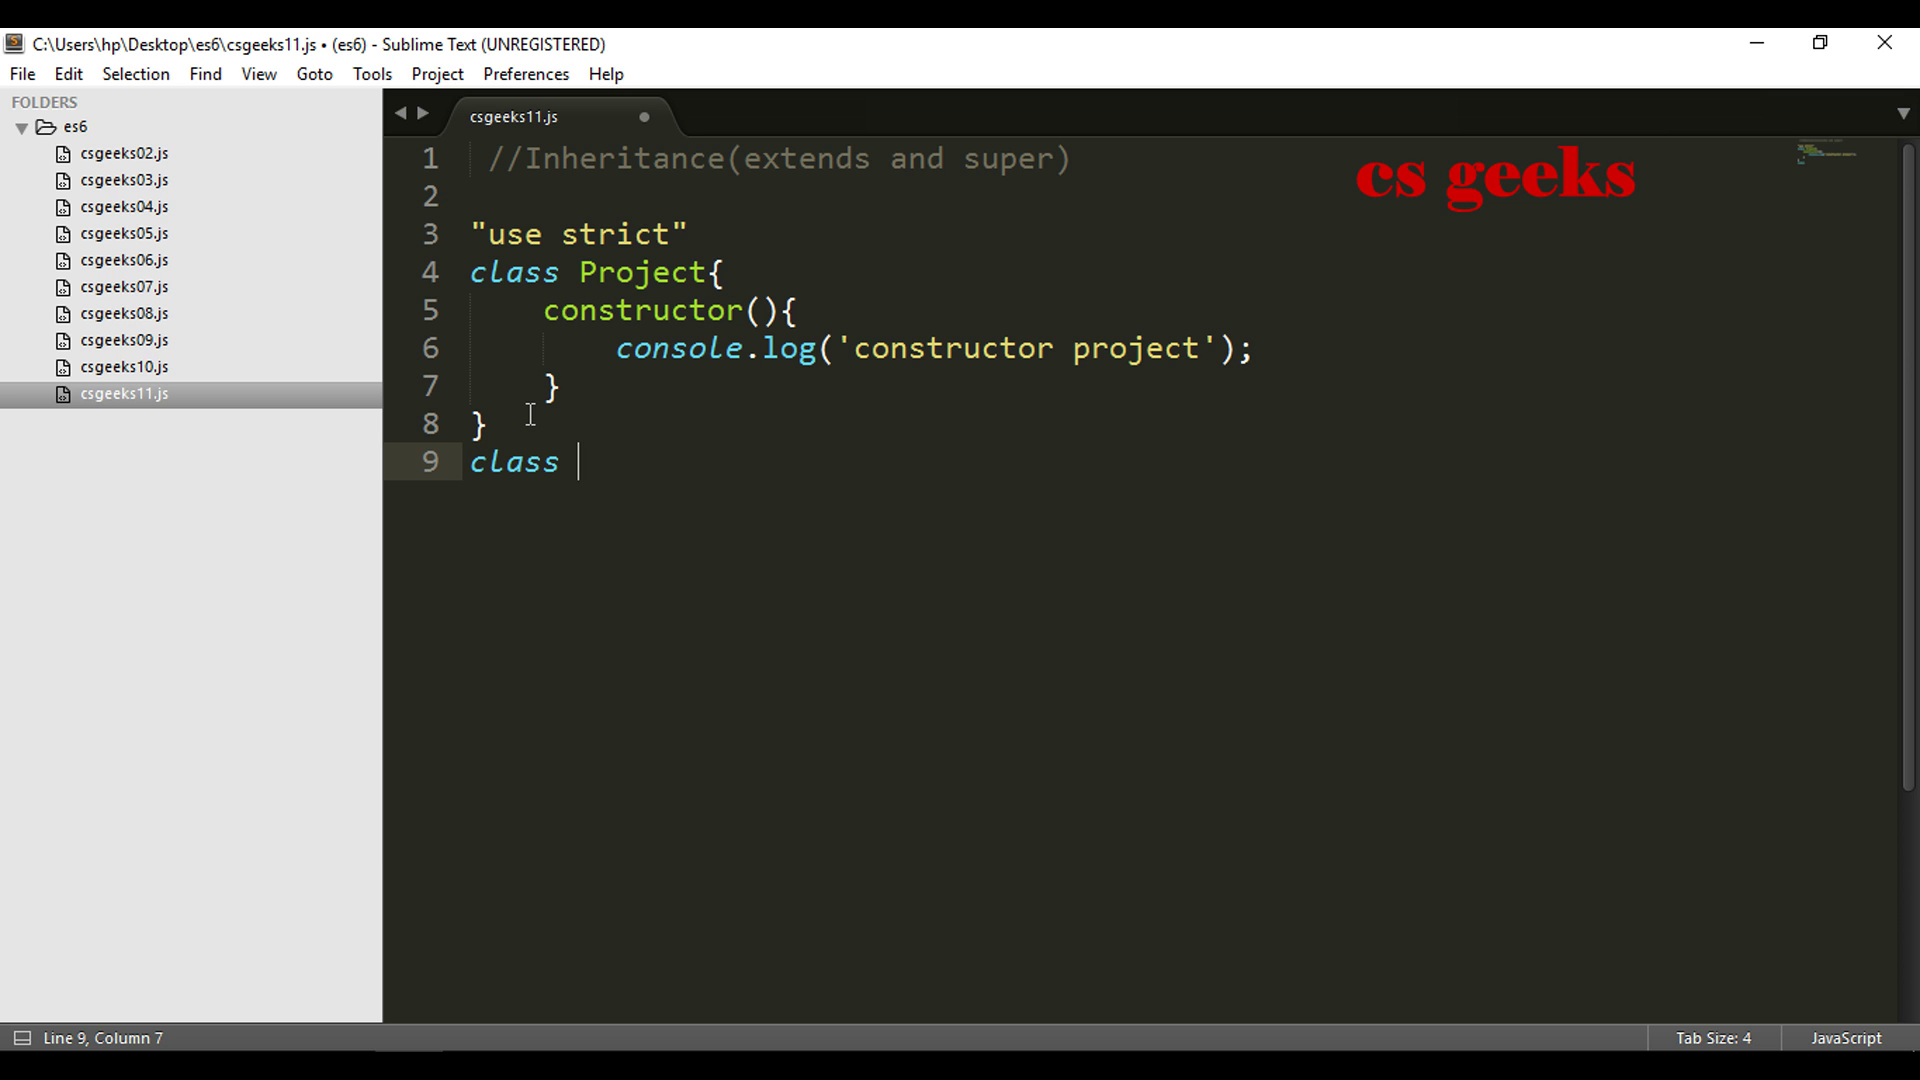 C:\Users\hp\Desktop\es6\csgeeks11.js • (es6) - Sublime Text (UNREGISTERED)
File Edit Selection Find View Goto Tools Project Preferences Help
FOLDERS
es6
csgeeks02.js
csgeeks03.js
csgeeks04.js
csgeeks05.js
csgeeks06.js
csgeeks07.js
csgeeks08.js
csgeeks09.js
csgeeks10.js
csgeeks11.js
csgeeks11.js
cs geeks
1 //Inheritance(extends and super)
2
3 "use strict"
4 class Project{
5 constructor(){
6 console.log('constructor project');
7 }
8 }
9 class
Line 9, Column 7 Tab Size: 4 JavaScript